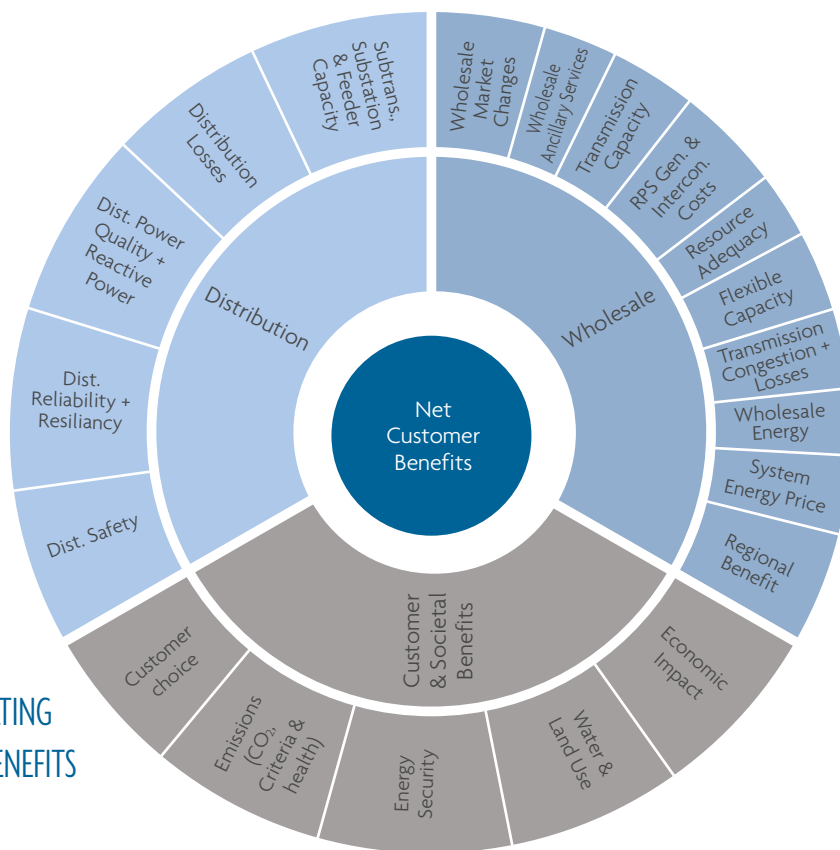 Net
Customer
Benefits
Distribution
Wholesale
Customer
& Societal
Benefits
Wholesale
Market
Changes
Wholesale
Ancillary Services
Transmission
Capacity
RPS Gen. &
Intercon.
Costs
Resource
Adequacy
Flexible
Capacity
Transmission
Congestion +
Losses
Wholesale
Energy
System
Energy Price
Regional
Benefit
Economic
Impact
Water &
Land Use
Energy
Security
Emissions
(CO₂,
Criteria &
health)
Customer
choice
Dist. Safety
Dist.
Reliability +
Resiliancy
Dist. Power
Quality +
Reactive
Power
Distribution
Losses
Subtrans.,
Substation
& Feeder
Capacity